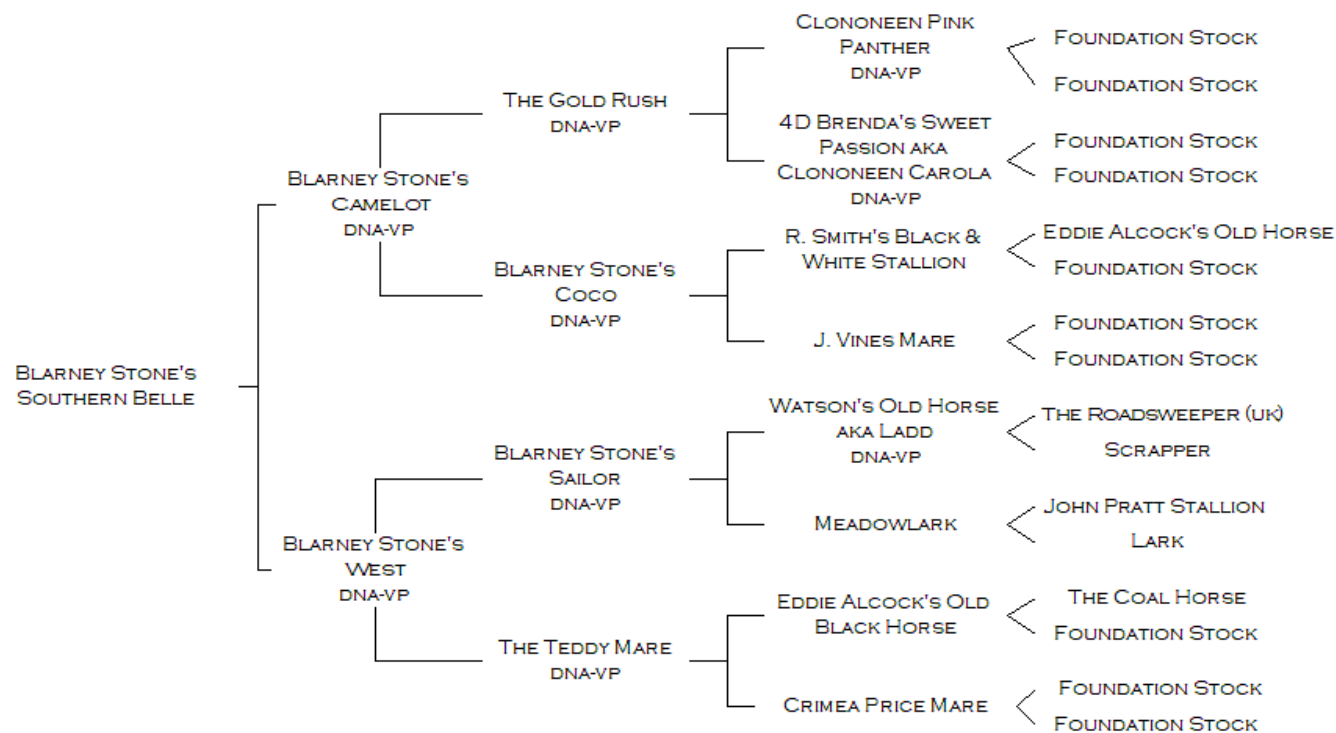 Blarney Stone's
Southern Belle
Blarney Stone's
Camelot
DNA-VP
Blarney Stone's
West
DNA-VP
The Gold Rush
DNA-VP
Blarney Stone's
Coco
DNA-VP
Blarney Stone's
Sailor
DNA-VP
The Teddy Mare
DNA-VP
Clononeen Pink
Panther
DNA-VP
4D Brenda's Sweet
Passion aka
Clononeen Carola
DNA-VP
R. Smith's Black &
White Stallion
J. Vines Mare
Watson's Old Horse
aka Ladd
DNA-VP
Meadowlark
Eddie Alcock's Old
Black Horse
Crimea Price Mare
Foundation Stock
Foundation Stock
Foundation Stock
Foundation Stock
Eddie Alcock's Old Horse
Foundation Stock
Foundation Stock
Foundation Stock
The Roadsweeper (UK)
Scrapper
John Pratt Stallion
Lark
The Coal Horse
Foundation Stock
Foundation Stock
Foundation Stock